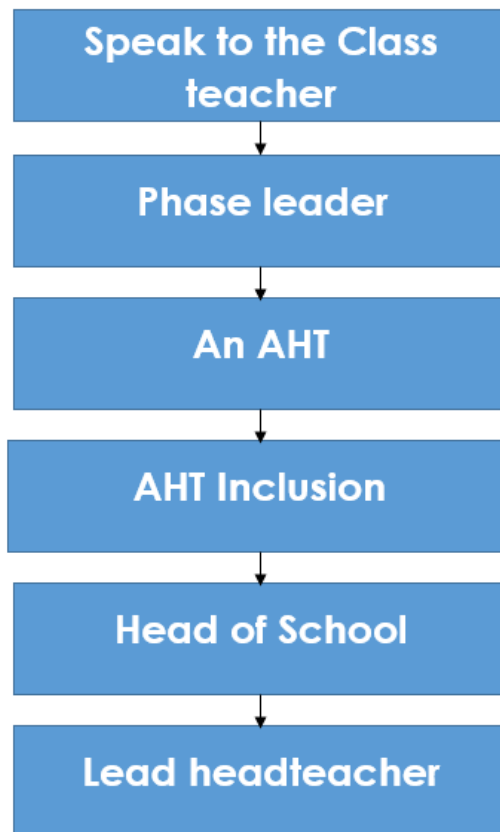 Speak to the Class
teacher
Phase leader
An AHT
AHT Inclusion
Head of School
Lead headteacher